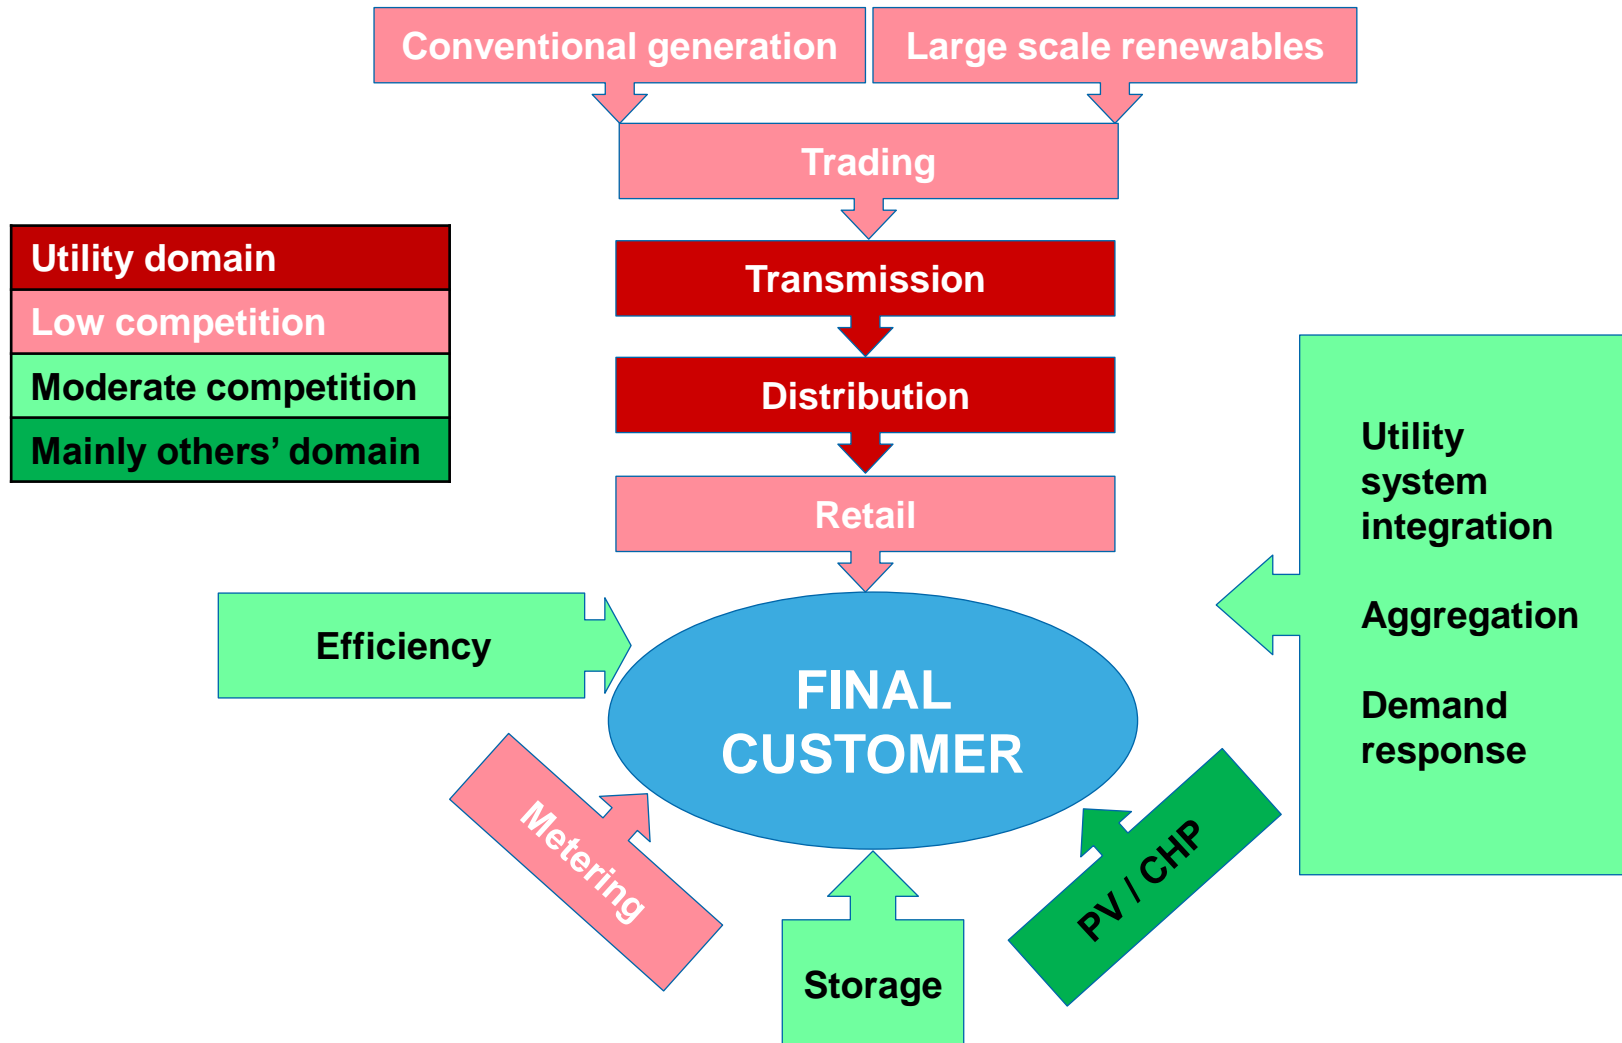 Conventional generation
Large scale renewables
Trading
Utility domain
Low competition
Moderate competition
Mainly others’ domain
Transmission
Distribution
Retail
Utility
system
integration
Aggregation
Demand
response
Efficiency
FINAL
CUSTOMER
Metering
PV / CHP
Storage